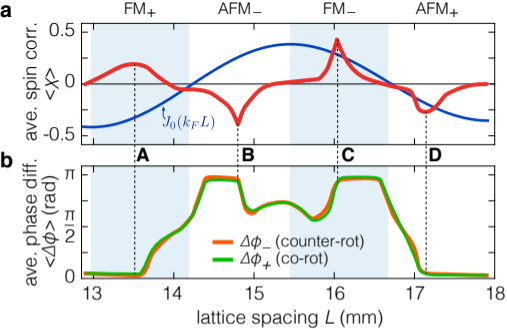 a
FM+ AFM− FM− AFM+
ave. spin corr.
<χ>
0.5
0
-0.5
J₀(k_F L)
A B C D
b
ave. phase diff.
<Δϕ> (rad)
π
π/2
0
Δϕ− (counter-rot)
Δϕ+ (co-rot)
13 14 15 16 17 18
lattice spacing L (mm)